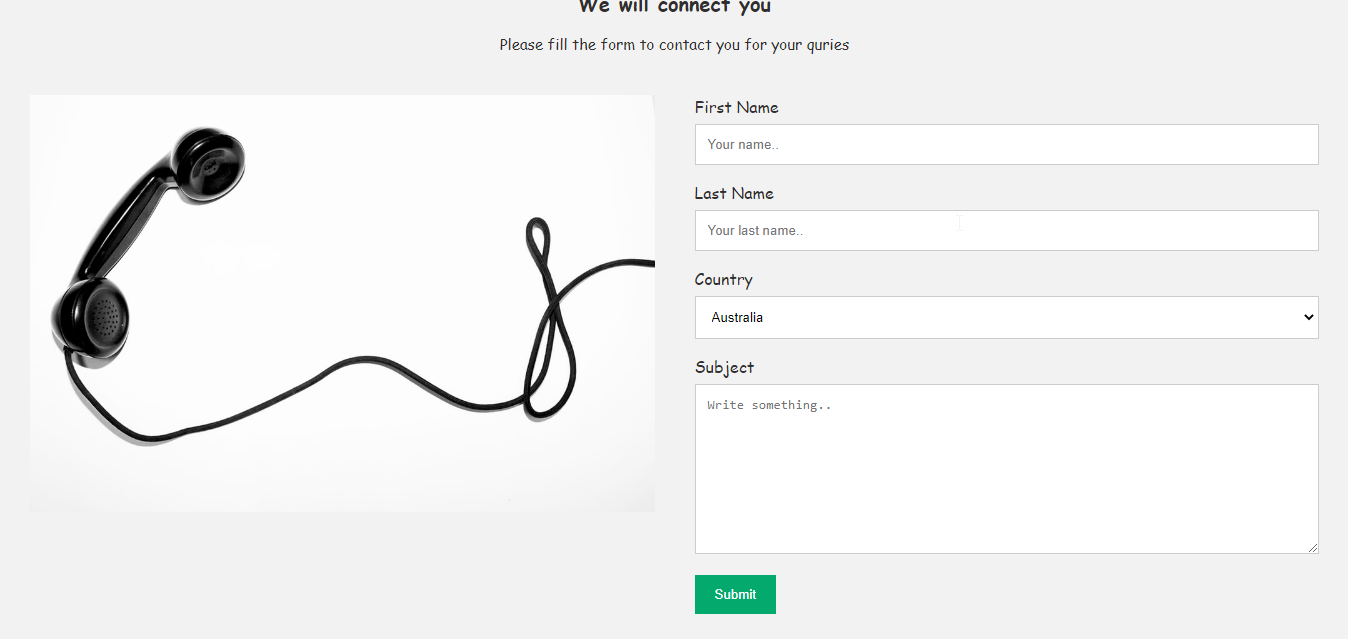 We will connect you
Please fill the form to contact you for your quries
First Name
Your name..
Last Name
Your last name..
Country
Australia
Subject
Write something..
Submit